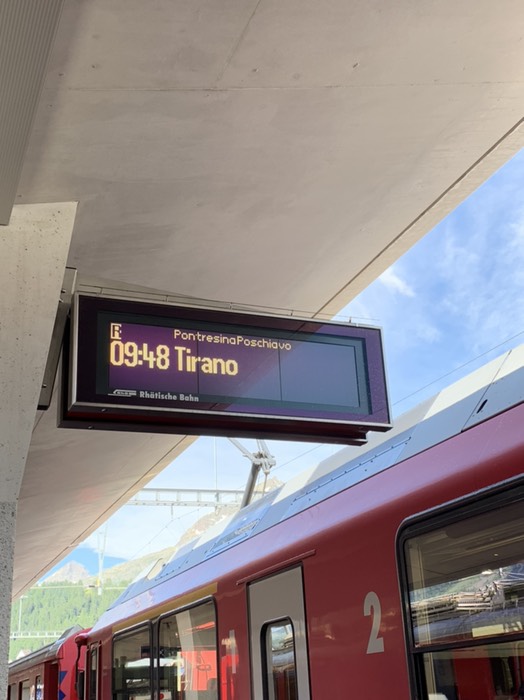 R PontresinaPoschiavo
09:48 Tirano
Rhätische Bahn
2